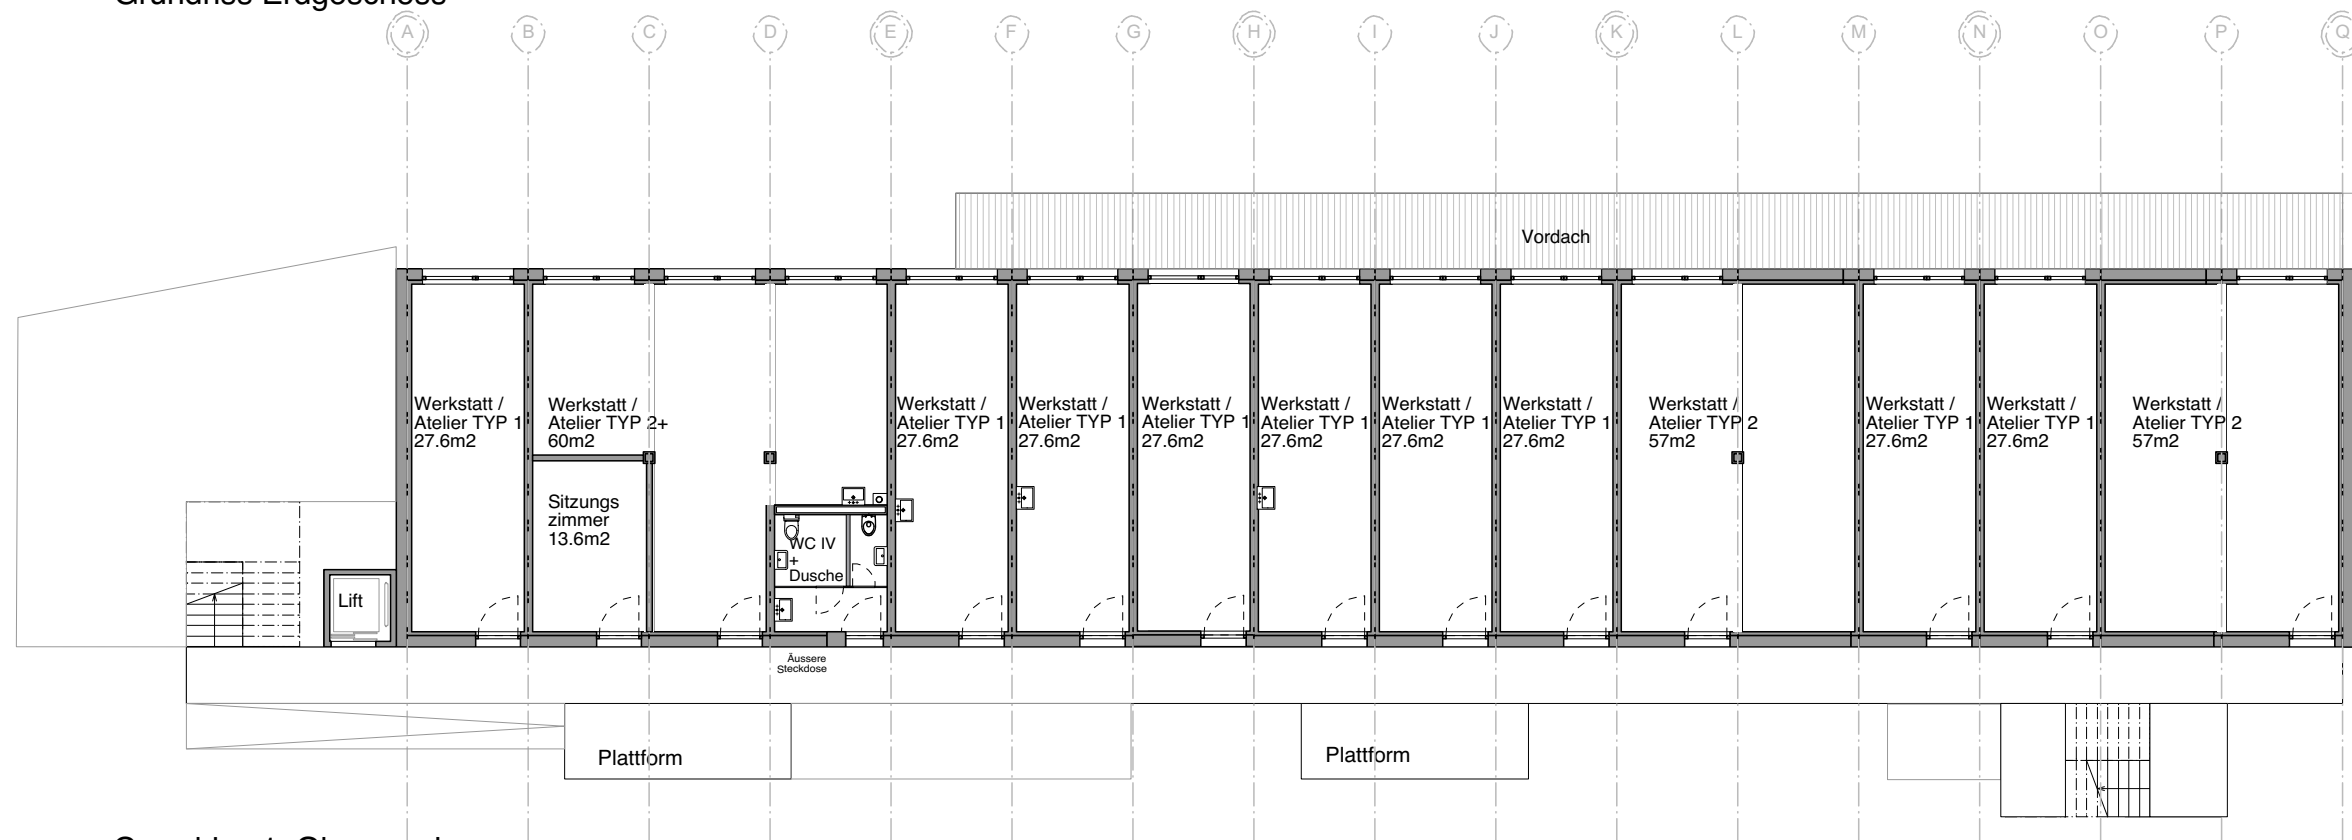 Grundriss Erdgeschoss
A
B
C
D
E
F
G
H
I
J
K
L
M
N
O
P
Q
Vordach
Werkstatt /
Atelier TYP 1
27.6m2
Werkstatt /
Atelier TYP 2+
60m2
Werkstatt /
Atelier TYP 1
27.6m2
Werkstatt /
Atelier TYP 1
27.6m2
Werkstatt /
Atelier TYP 1
27.6m2
Werkstatt /
Atelier TYP 1
27.6m2
Werkstatt /
Atelier TYP 1
27.6m2
Werkstatt /
Atelier TYP 1
27.6m2
Werkstatt /
Atelier TYP 2
57m2
Werkstatt /
Atelier TYP 1
27.6m2
Werkstatt /
Atelier TYP 1
27.6m2
Werkstatt /
Atelier TYP 2
57m2
Sitzungs
zimmer
13.6m2
WC IV
+
Dusche
Lift
Äussere
Steckdose
Plattform
Plattform